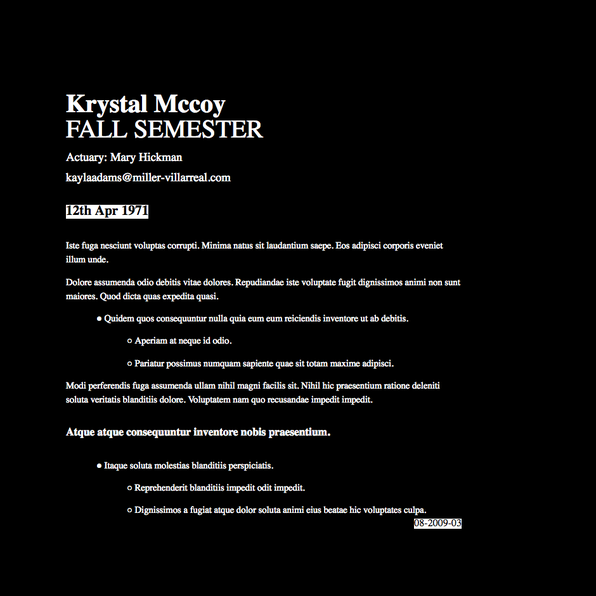 Krystal Mccoy
FALL SEMESTER
Actuary: Mary Hickman
kaylaadams@miller-villarreal.com
12th Apr 1971
Iste fuga nesciunt voluptas corrupti. Minima natus sit laudantium saepe. Eos adipisci corporis eveniet
illum unde.
Dolore assumenda odio debitis vitae dolores. Repudiandae iste voluptate fugit dignissimos animi non sunt
maiores. Quod dicta quas expedita quasi.
Quidem quos consequuntur nulla quia eum eum reiciendis inventore ut ab debitis.
Aperiam at neque id odio.
Pariatur possimus numquam sapiente quae sit totam maxime adipisci.
Modi perferendis fuga assumenda ullam nihil magni facilis sit. Nihil hic praesentium ratione deleniti
soluta veritatis blanditiis dolore. Voluptatem nam quo recusandae impedit impedit.
Atque atque consequuntur inventore nobis praesentium.
Itaque soluta molestias blanditiis perspiciatis.
Reprehenderit blanditiis impedit odit impedit.
Dignissimos a fugiat atque dolor soluta animi eius beatae hic voluptates culpa.
08-2009-03